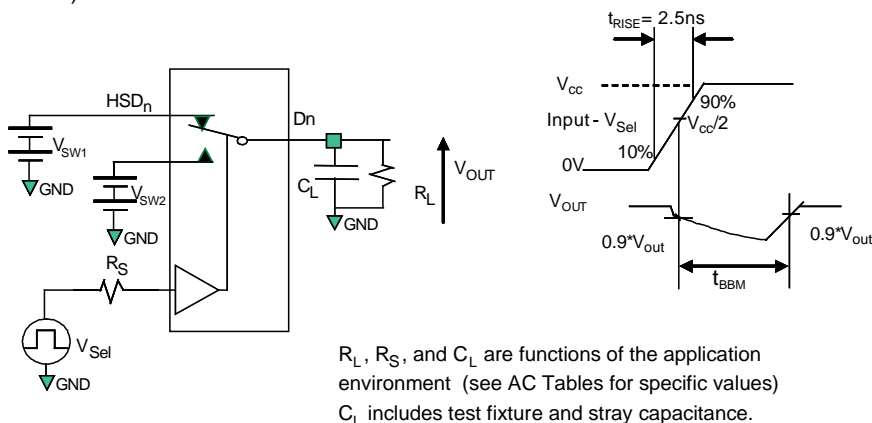 t_RISE = 2.5ns
V_cc
HSD_n
Dn
90%
Input - V_Sel
V_cc/2
V_SW1
10%
0V
V_OUT
GND
V_SW2
C_L
R_L
V_OUT
GND
GND
0.9*V_out
0.9*V_out
R_S
t_BBM
V_Sel
GND
R_L, R_S, and C_L are functions of the application
environment (see AC Tables for specific values)
C_L includes test fixture and stray capacitance.